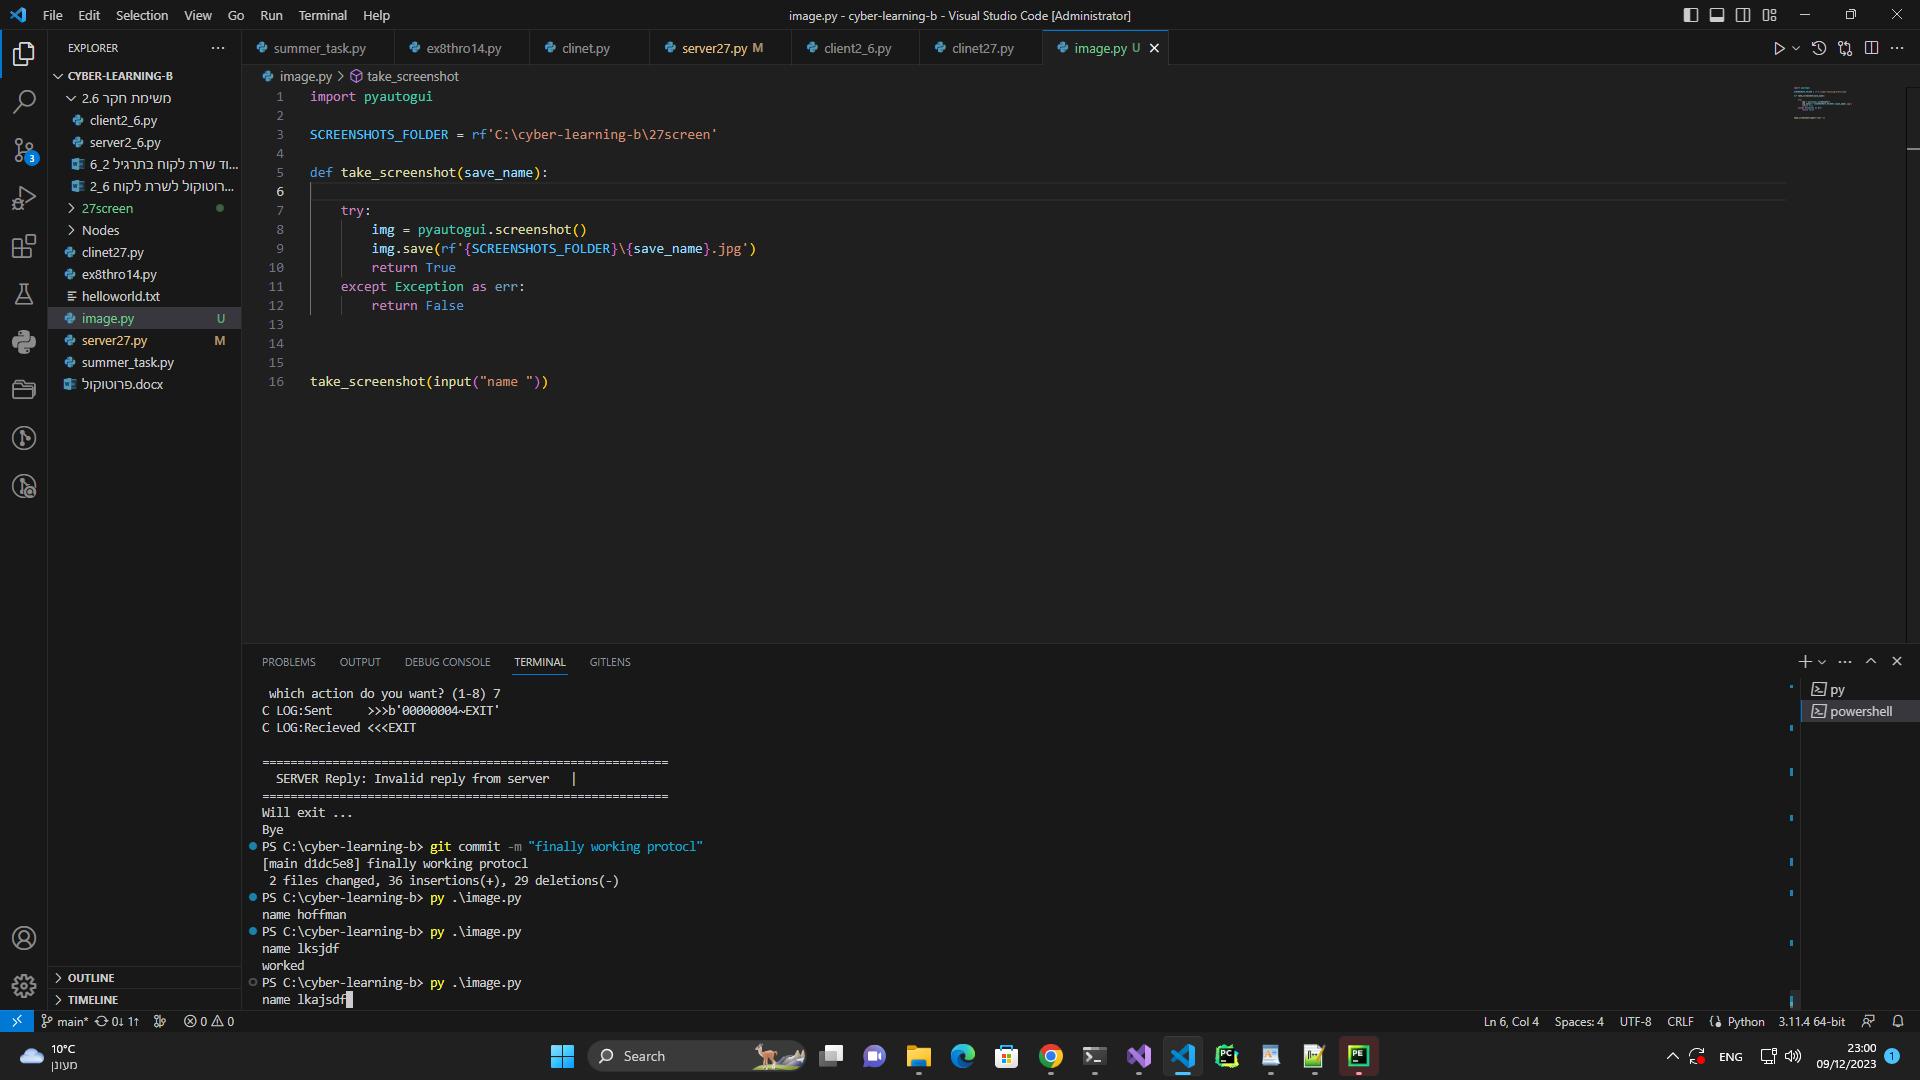 File Edit Selection View Go Run Terminal Help
image.py - cyber-learning-b - Visual Studio Code [Administrator]
EXPLORER
CYBER-LEARNING-B
משימת חקר 2.6
client2_6.py
server2_6.py
וד שרת לקוח בתרגיל 2_6...
רוטוקול לשרת לקוח 2_6...
27screen
Nodes
clinet27.py
ex8thro14.py
helloworld.txt
image.py U
server27.py M
summer_task.py
פרוטוקול.docx
OUTLINE
TIMELINE
summer_task.py ex8thro14.py clinet.py server27.py M client2_6.py clinet27.py image.py U
image.py > take_screenshot
1 import pyautogui
2
3 SCREENSHOTS_FOLDER = rf'C:\cyber-learning-b\27screen'
4
5 def take_screenshot(save_name):
6
7 try:
8 img = pyautogui.screenshot()
9 img.save(rf'{SCREENSHOTS_FOLDER}\{save_name}.jpg')
10 return True
11 except Exception as err:
12 return False
13
14
15
16 take_screenshot(input("name "))
PROBLEMS OUTPUT DEBUG CONSOLE TERMINAL GITLENS
which action do you want? (1-8) 7
C LOG:Sent >>>b'00000004~EXIT'
C LOG:Recieved <<<EXIT
==========================================================
SERVER Reply: Invalid reply from server |
==========================================================
Will exit ...
Bye
PS C:\cyber-learning-b> git commit -m "finally working protocl"
[main d1dc5e8] finally working protocl
2 files changed, 36 insertions(+), 29 deletions(-)
PS C:\cyber-learning-b> py .\image.py
name hoffman
PS C:\cyber-learning-b> py .\image.py
name lksjdf
worked
PS C:\cyber-learning-b> py .\image.py
name lkajsdf
py
powershell
3
main* 0↓ 1↑ 0 0
Ln 6, Col 4 Spaces: 4 UTF-8 CRLF Python 3.11.4 64-bit
10°C
מעונן
Search
PC
PE
ENG
23:00
09/12/2023
1